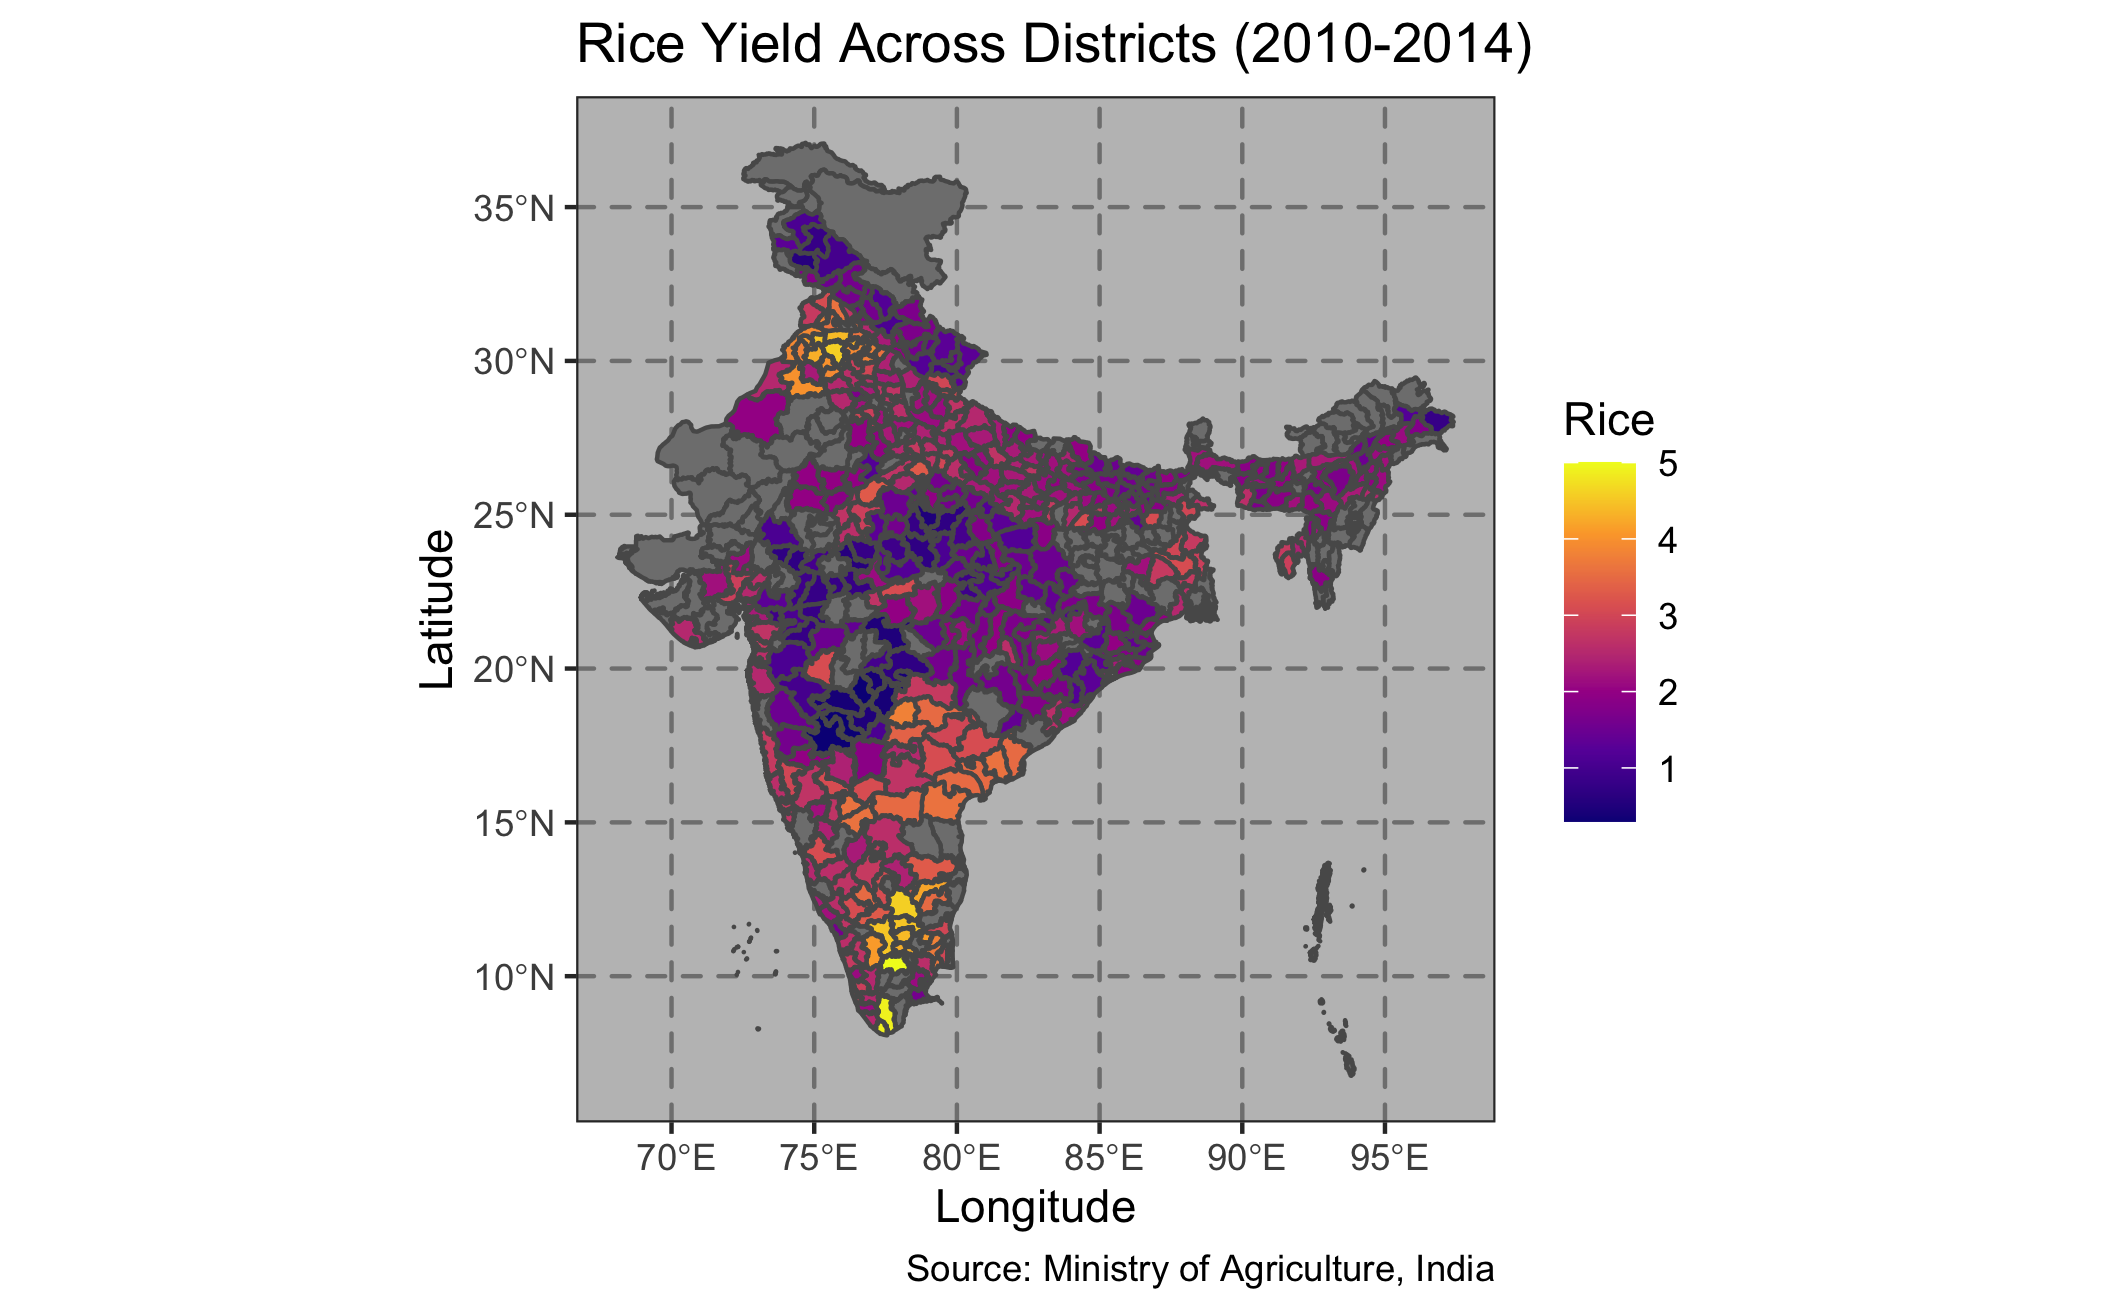 Rice Yield Across Districts (2010-2014)
35°N
30°N
25°N
20°N
15°N
10°N
Latitude
70°E 75°E 80°E 85°E 90°E 95°E
Longitude
Rice
5
4
3
2
1
Source: Ministry of Agriculture, India